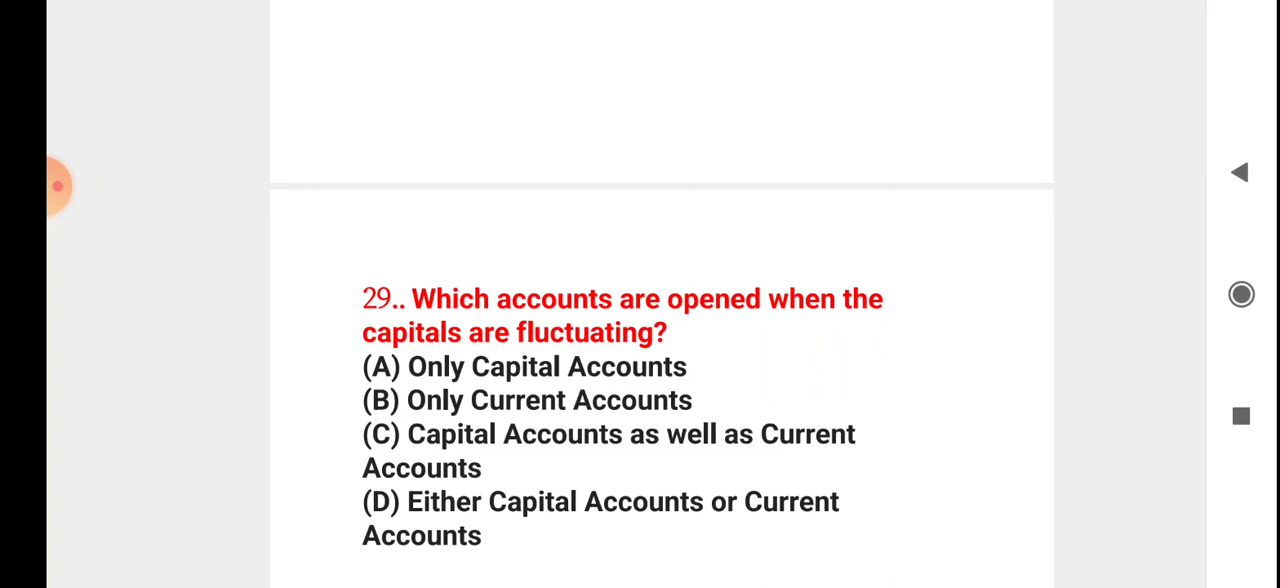 29.. Which accounts are opened when the
capitals are fluctuating?
(A) Only Capital Accounts
(B) Only Current Accounts
(C) Capital Accounts as well as Current
Accounts
(D) Either Capital Accounts or Current
Accounts